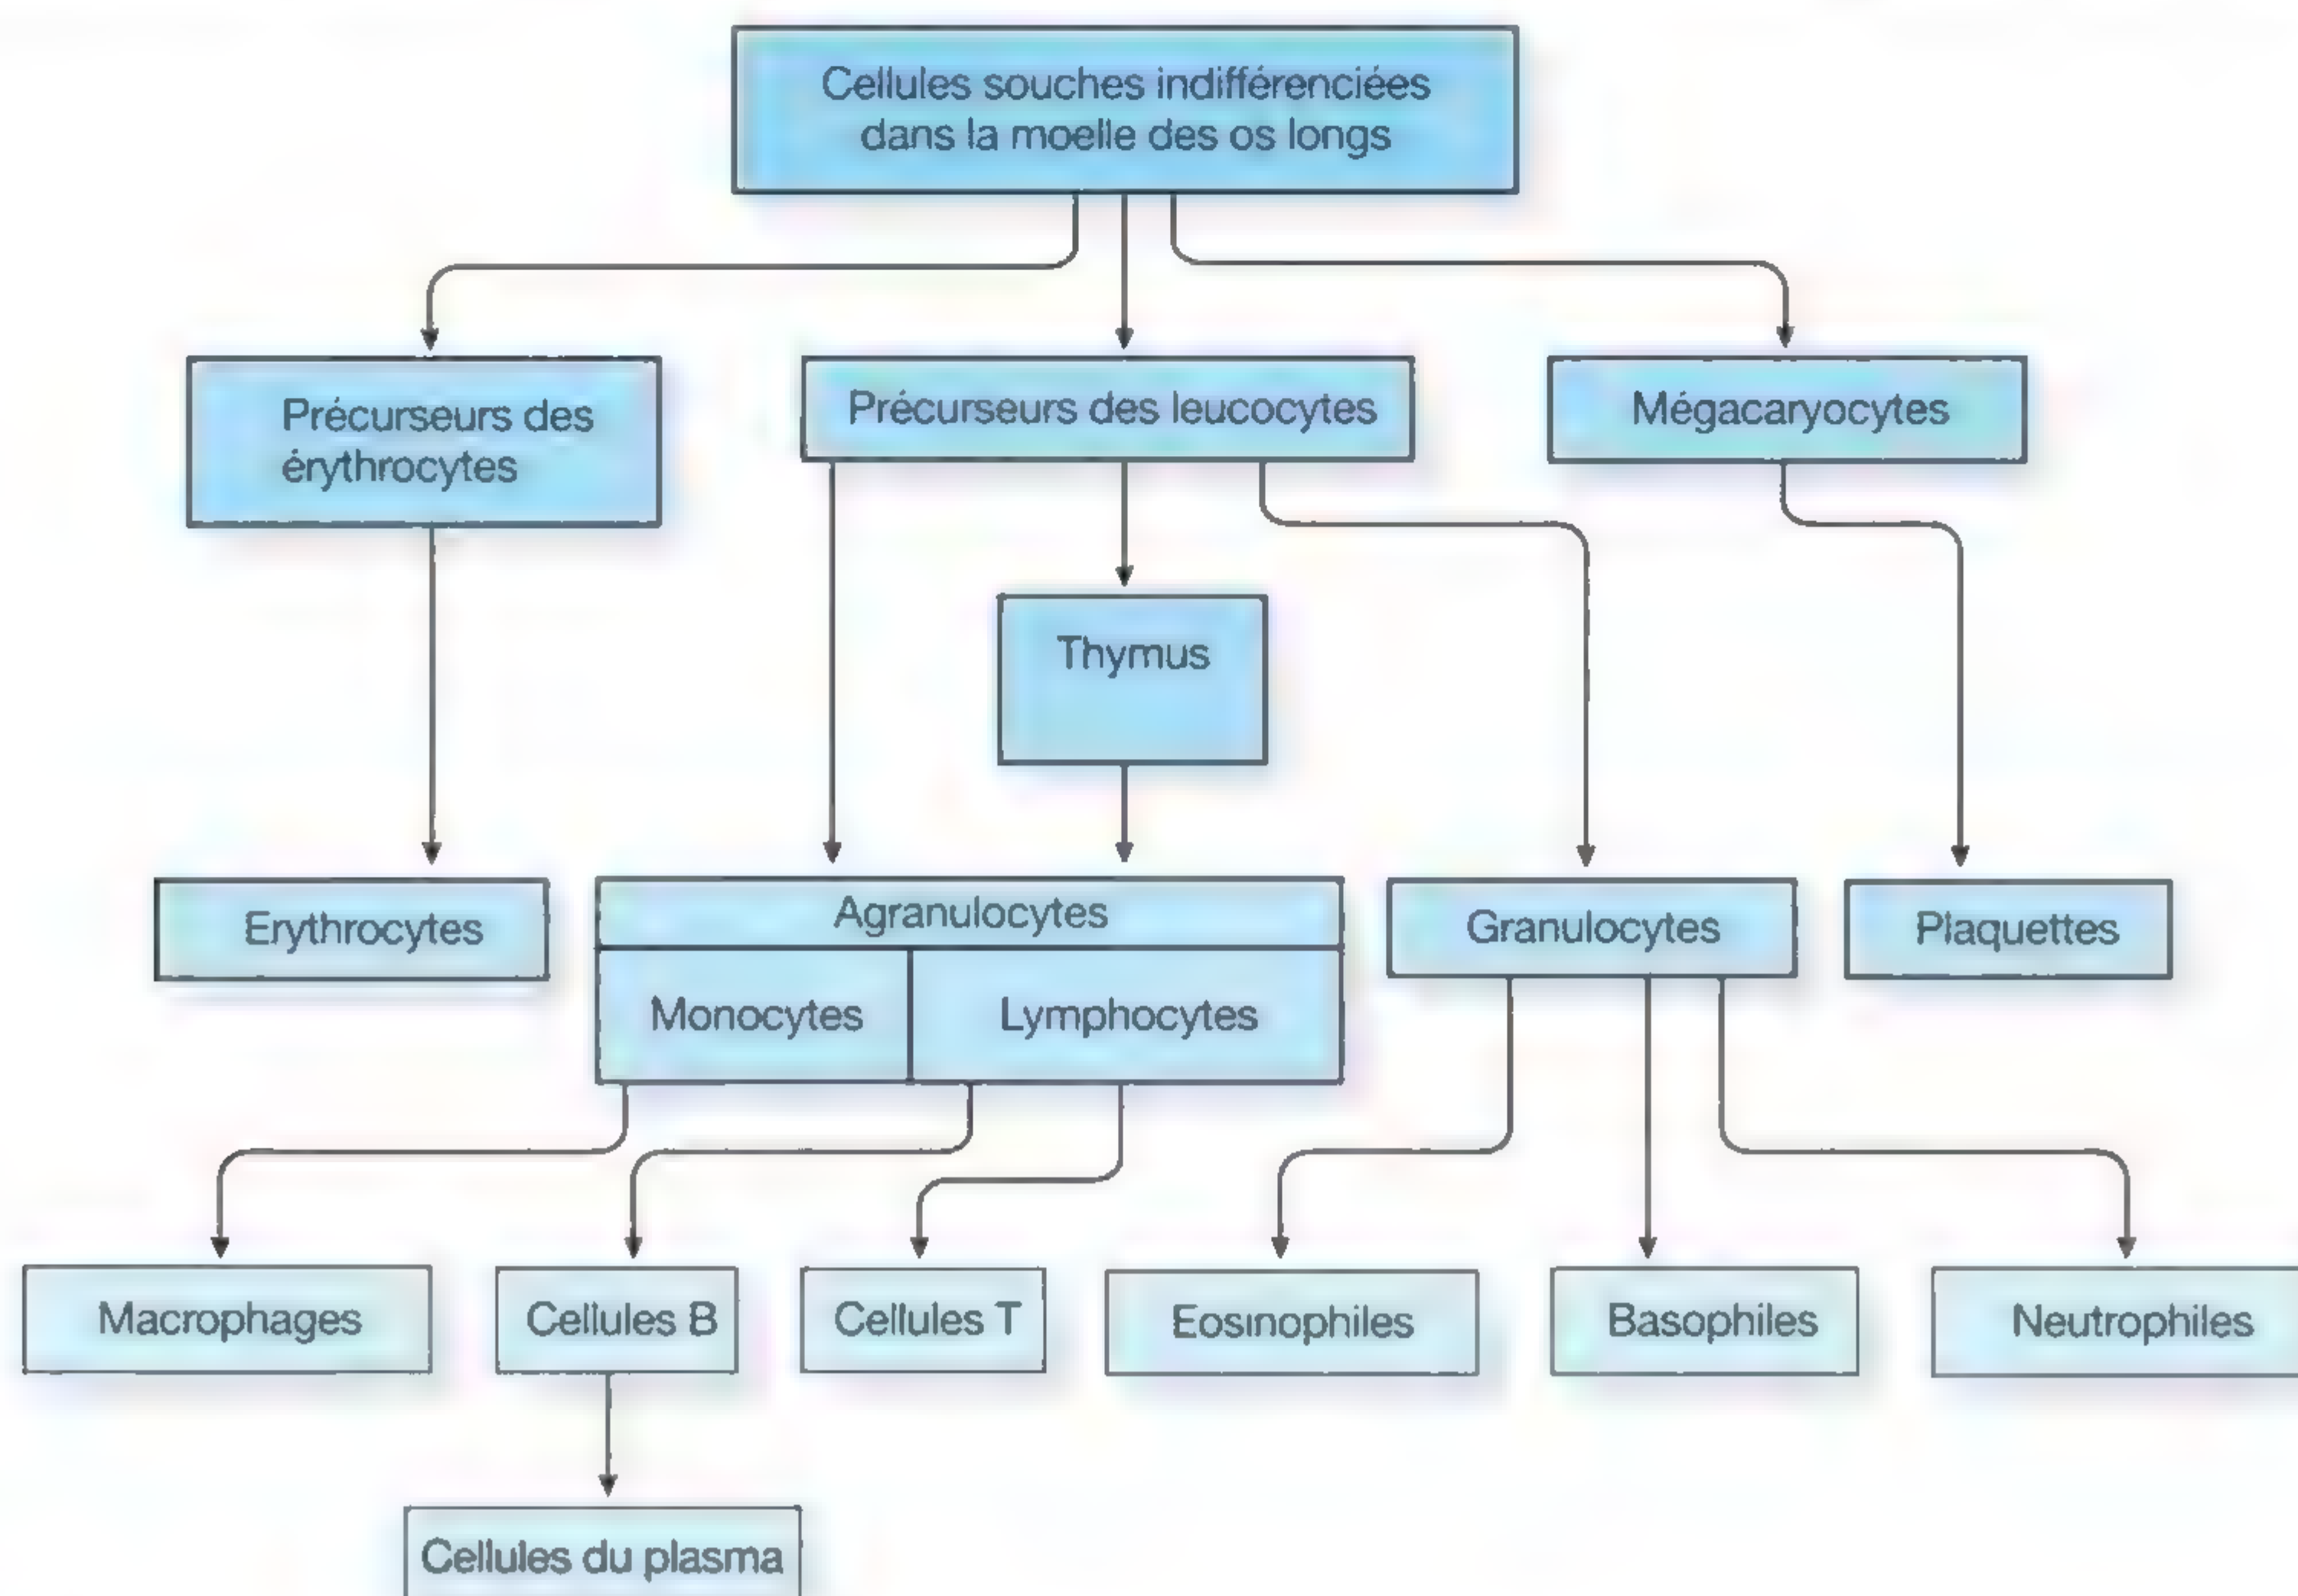 Cellules souches indifférenciées
dans la moelle des os longs
Précurseurs des
érythrocytes
Précurseurs des leucocytes
Mégacaryocytes
Thymus
Erythrocytes
Agranulocytes
Monocytes
Lymphocytes
Granulocytes
Plaquettes
Macrophages
Cellules B
Cellules T
Eosinophiles
Basophiles
Neutrophiles
Cellules du plasma